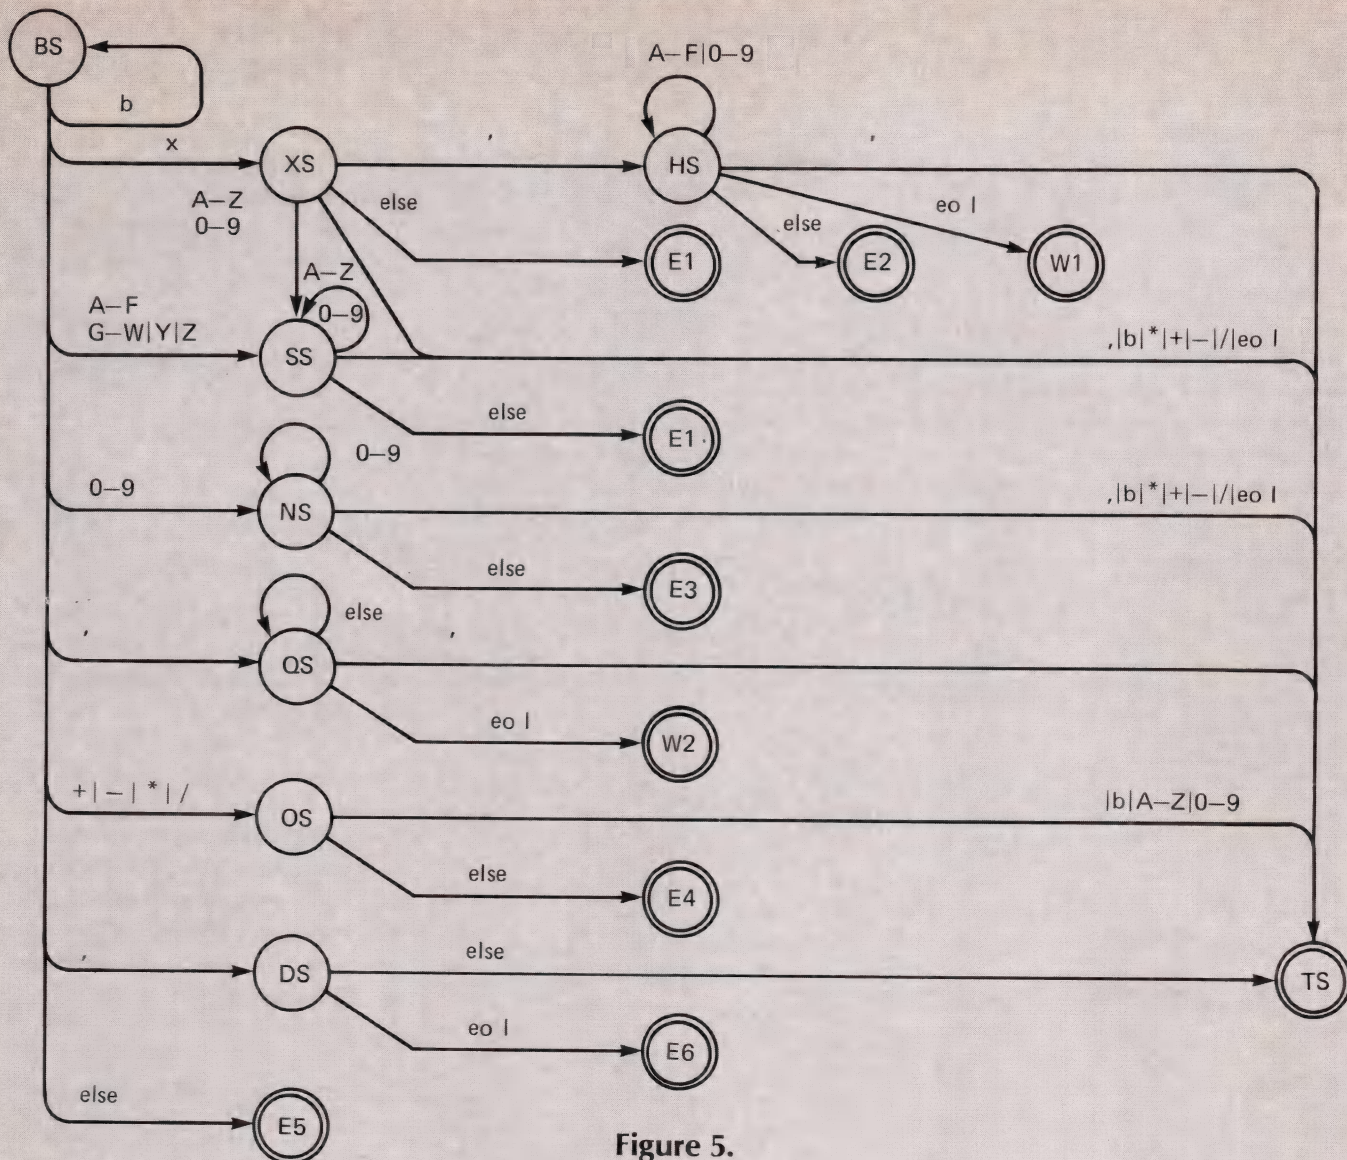 BS
b
A–F|0–9
x
XS
'
HS
'
A–Z
0–9
else
else
eo l
E1
E2
W1
A–Z
0–9
A–F
G–W|Y|Z
SS
,|b|*|+|–|/|eo l
else
E1
0–9
0–9
NS
,|b|*|+|–|/|eo l
else
E3
else
'
'
QS
eo l
W2
+| – | * | /
OS
|b|A–Z|0–9
else
E4
,
DS
else
TS
eo l
E6
else
E5
Figure 5.